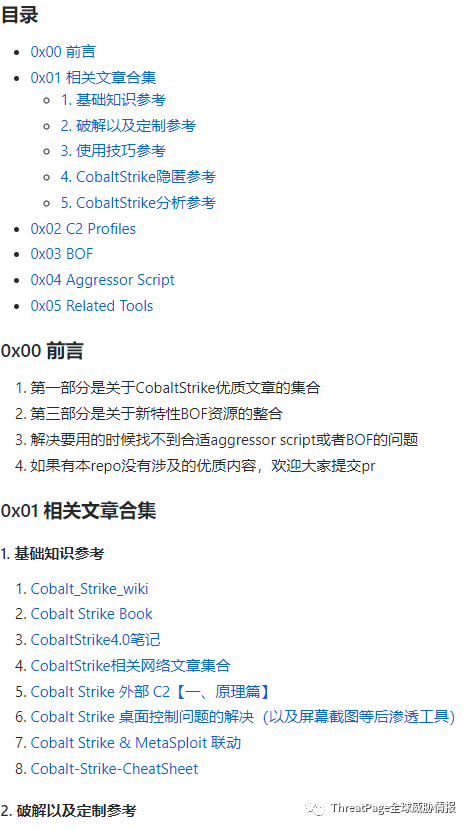 目录
0x00 前言
0x01 相关文章合集
1. 基础知识参考
2. 破解以及定制参考
3. 使用技巧参考
4. CobaltStrike隐匿参考
5. CobaltStrike分析参考
0x02 C2 Profiles
0x03 BOF
0x04 Aggressor Script
0x05 Related Tools
0x00 前言
1. 第一部分是关于CobaltStrike优质文章的集合
2. 第三部分是关于新特性BOF资源的整合
3. 解决要用的时候找不到合适aggressor script或者BOF的问题
4. 如果有本repo没有涉及的优质内容，欢迎大家提交pr
0x01 相关文章合集
1. 基础知识参考
1. Cobalt_Strike_wiki
2. Cobalt Strike Book
3. CobaltStrike4.0笔记
4. CobaltStrike相关网络文章集合
5. Cobalt Strike 外部 C2【一、原理篇】
6. Cobalt Strike 桌面控制问题的解决（以及屏幕截图等后渗透工具）
7. Cobalt Strike & MetaSploit 联动
8. Cobalt-Strike-CheatSheet
2. 破解以及定制参考
ThreatPage全球威胁情报